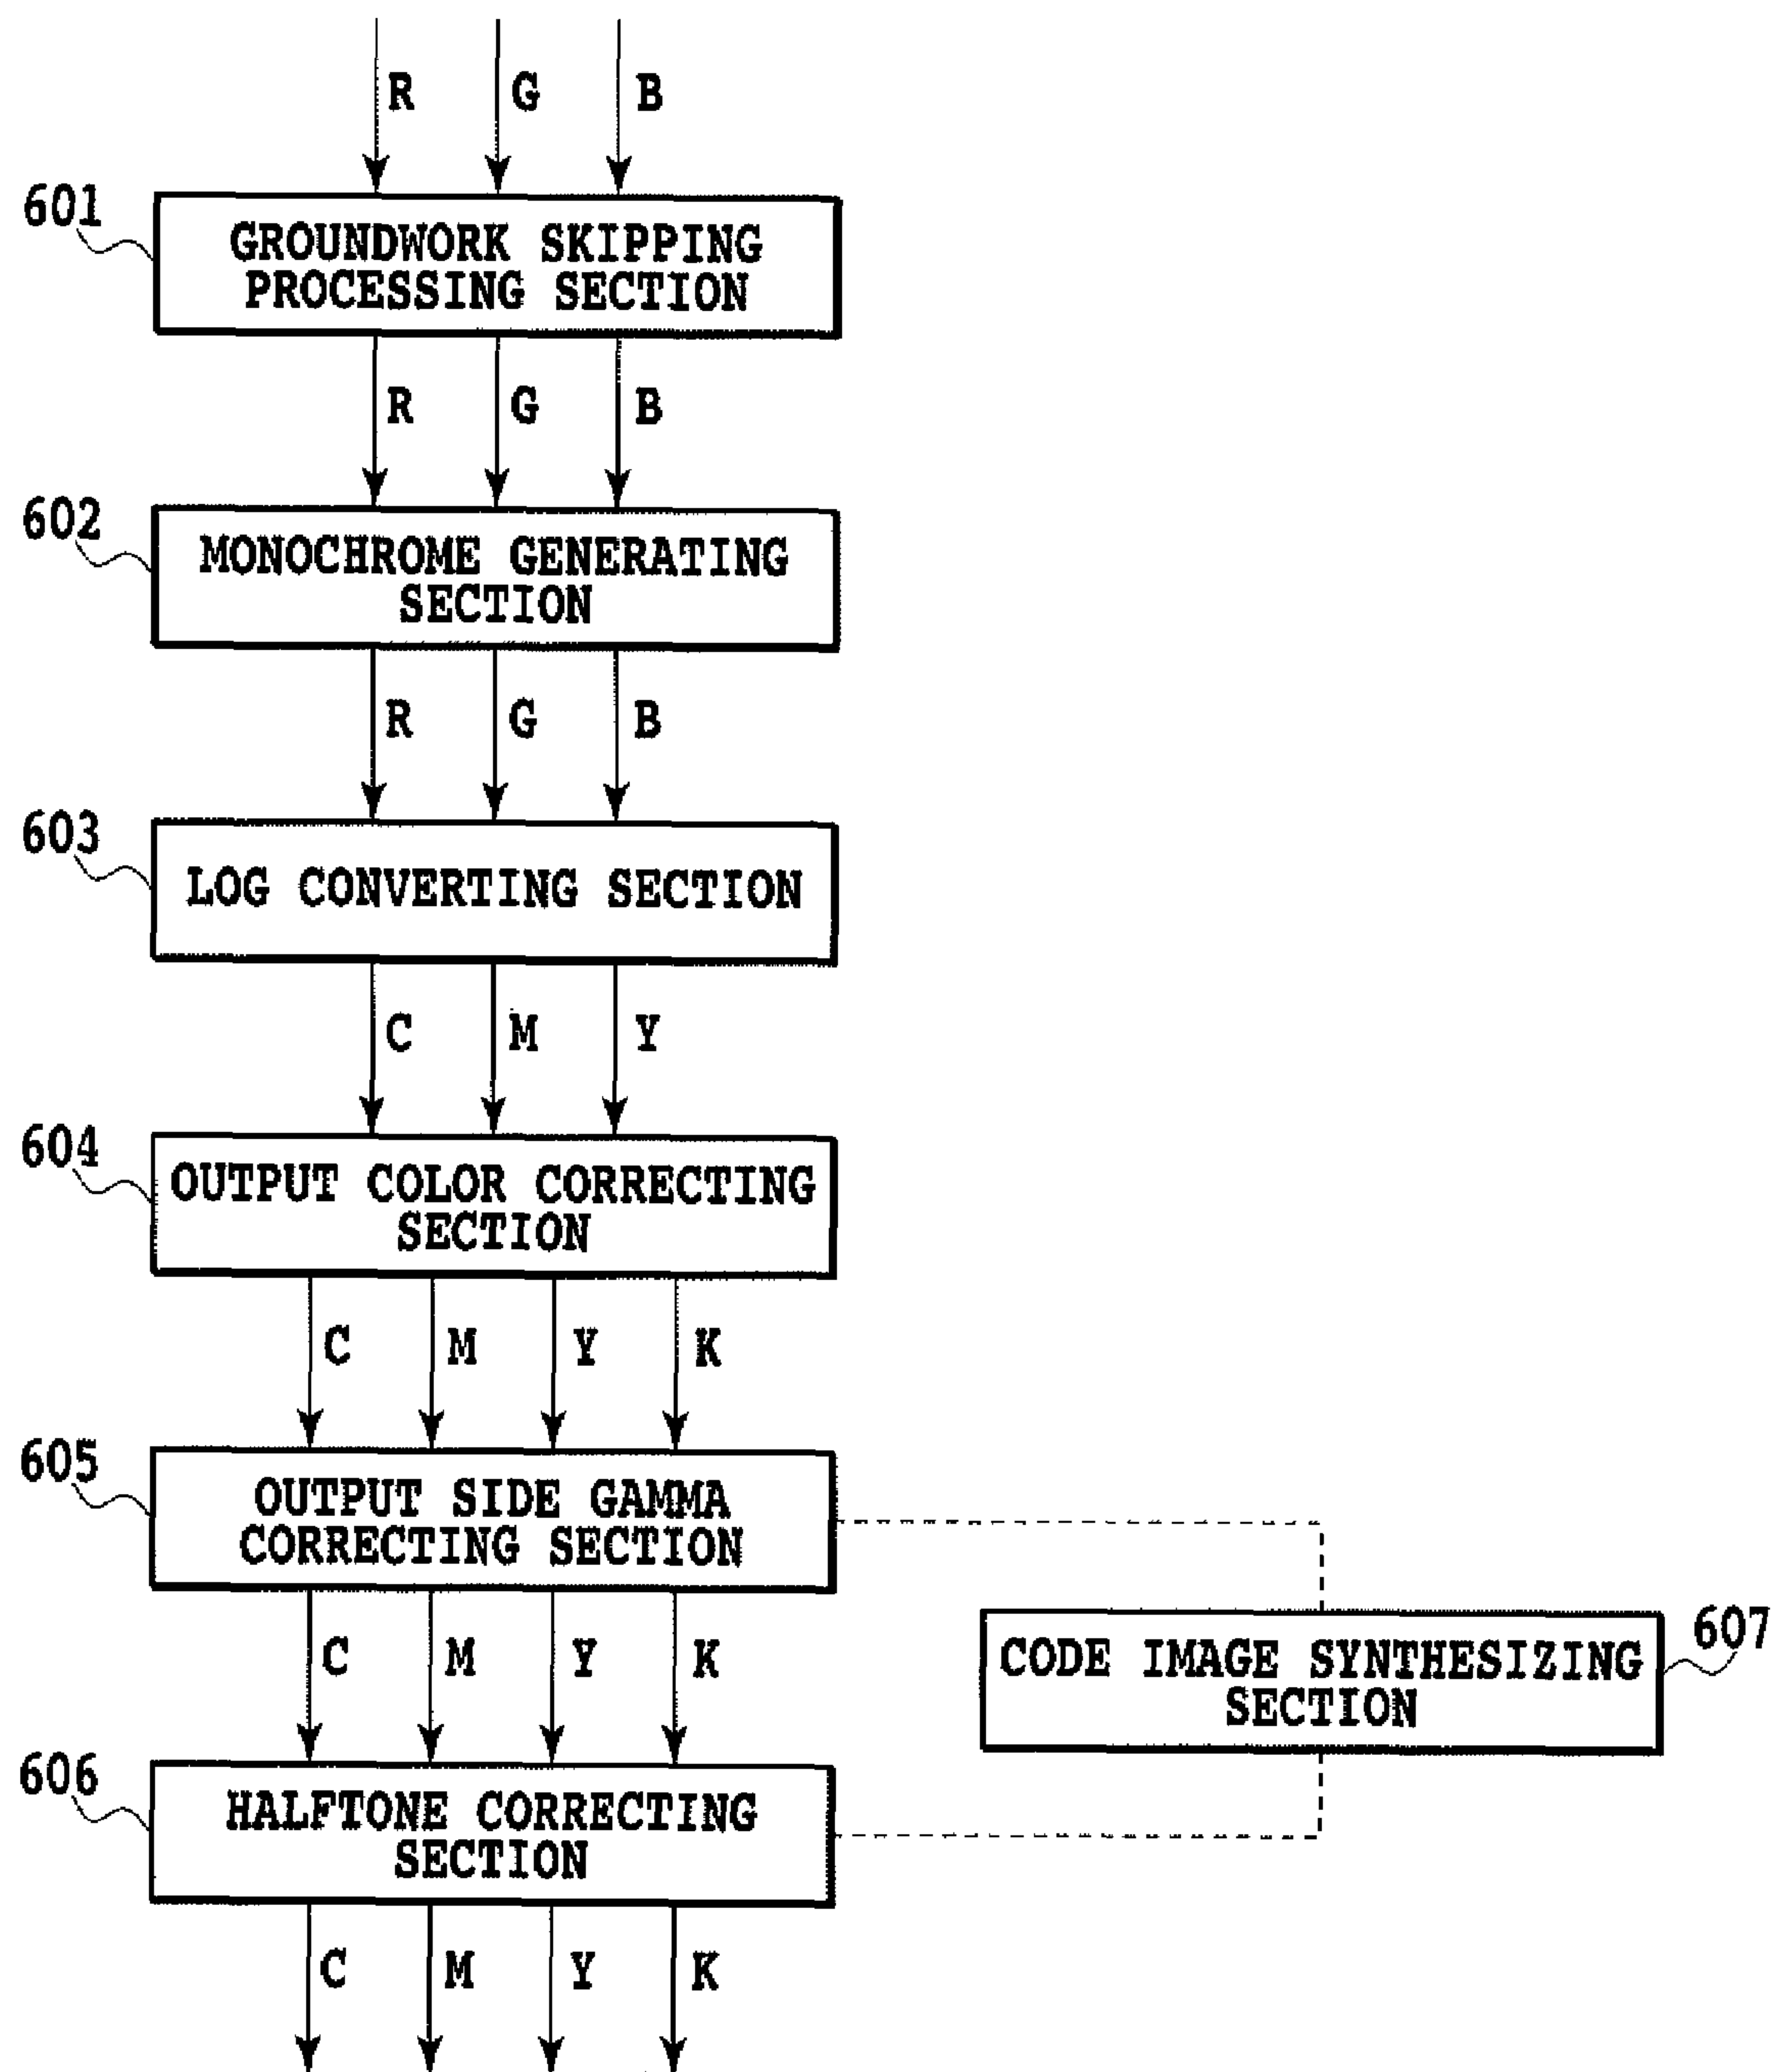 R G B
601
GROUNDWORK SKIPPING
PROCESSING SECTION
R G B
602
MONOCHROME GENERATING
SECTION
R G B
603
LOG CONVERTING SECTION
C M Y
604
OUTPUT COLOR CORRECTING
SECTION
C M Y K
605
OUTPUT SIDE GAMMA
CORRECTING SECTION
C M Y K
607
CODE IMAGE SYNTHESIZING
SECTION
606
HALFTONE CORRECTING
SECTION
C M Y K